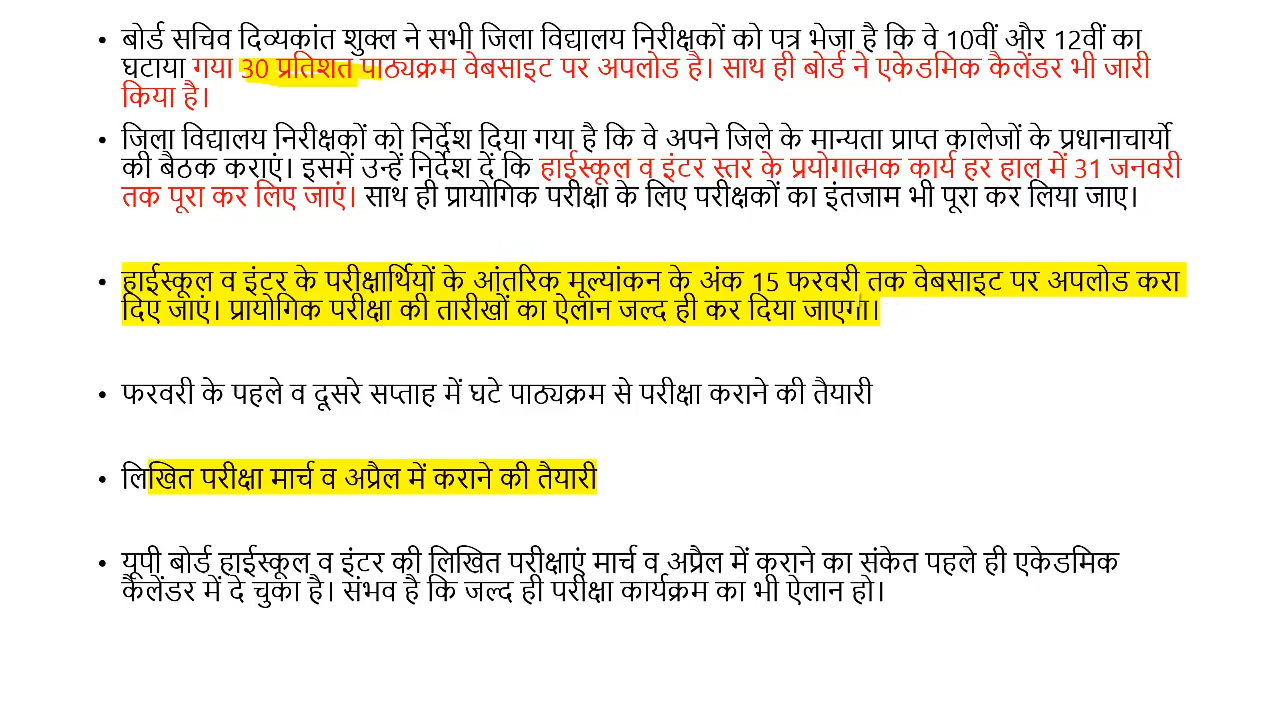 • बोर्ड सचिव दिव्यकांत शुक्ल ने सभी जिला विद्यालय निरीक्षकों को पत्र भेजा है कि वे 10वीं और 12वीं का
घटाया गया 30 प्रतिशत पाठ्यक्रम वेबसाइट पर अपलोड है। साथ ही बोर्ड ने एकेडमिक कैलेंडर भी जारी
किया है।
• जिला विद्यालय निरीक्षकों को निर्देश दिया गया है कि वे अपने जिले के मान्यता प्राप्त कालेजों के प्रधानाचार्यो
की बैठक कराएं। इसमें उन्हें निर्देश दें कि हाईस्कूल व इंटर स्तर के प्रयोगात्मक कार्य हर हाल में 31 जनवरी
तक पूरा कर लिए जाएं। साथ ही प्रायोगिक परीक्षा के लिए परीक्षकों का इंतजाम भी पूरा कर लिया जाए।
• हाईस्कूल व इंटर के परीक्षार्थियों के आंतरिक मूल्यांकन के अंक 15 फरवरी तक वेबसाइट पर अपलोड करा
दिए जाएं। प्रायोगिक परीक्षा की तारीखों का ऐलान जल्द ही कर दिया जाएगा।
• फरवरी के पहले व दूसरे सप्ताह में घटे पाठ्यक्रम से परीक्षा कराने की तैयारी
• लिखित परीक्षा मार्च व अप्रैल में कराने की तैयारी
• यूपी बोर्ड हाईस्कूल व इंटर की लिखित परीक्षाएं मार्च व अप्रैल में कराने का संकेत पहले ही एकेडमिक
कैलेंडर में दे चुका है। संभव है कि जल्द ही परीक्षा कार्यक्रम का भी ऐलान हो।